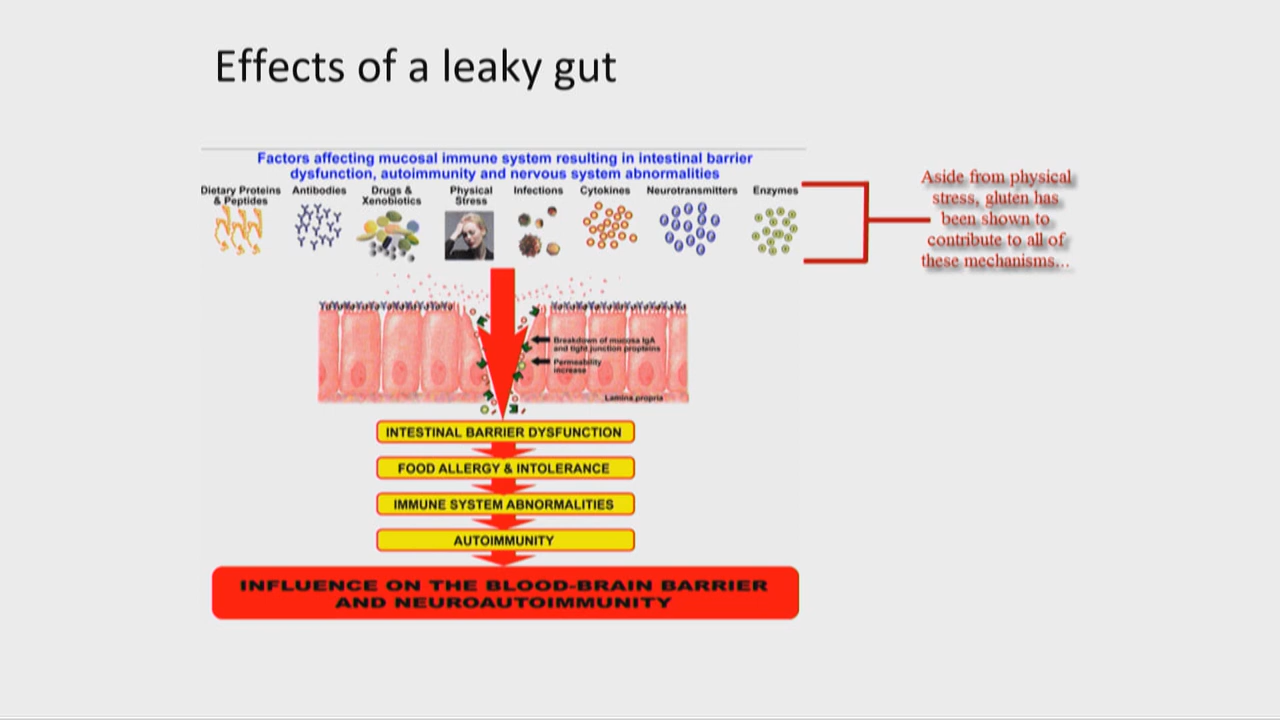 Effects of a leaky gut
Factors affecting mucosal immune system resulting in intestinal barrier
dysfunction, autoimmunity and nervous system abnormalities
Dietary Proteins
& Peptides
Antibodies
Drugs &
Xenobiotics
Physical
Stress
Infections
Cytokines
Neurotransmitters
Enzymes
Aside from physical
stress, gluten has
been shown to
contribute to all of
these mechanisms...
Breakdown of mucosa IgA
and tight junction propteins
Permeability
increase
Lamina propria
INTESTINAL BARRIER DYSFUNCTION
FOOD ALLERGY & INTOLERANCE
IMMUNE SYSTEM ABNORMALITIES
AUTOIMMUNITY
INFLUENCE ON THE BLOOD-BRAIN BARRIER
AND NEUROAUTOIMMUNITY